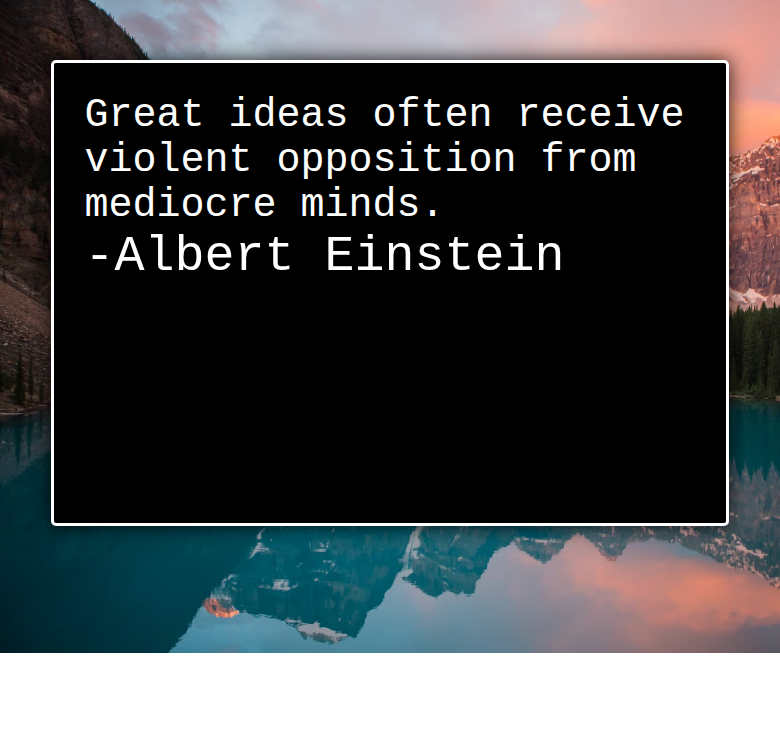 Great ideas often receive
violent opposition from
mediocre minds.
-Albert Einstein